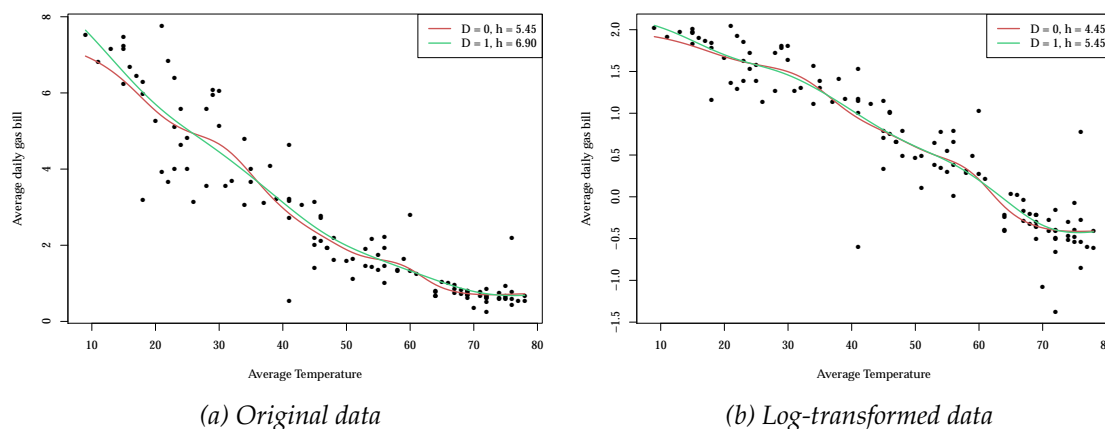 D = 0, h = 5.45
D = 1, h = 6.90
Average daily gas bill
0 2 4 6 8
10 20 30 40 50 60 70 80
Average Temperature
(a) Original data
D = 0, h = 4.45
D = 1, h = 5.45
Average daily gas bill
−1.5 −1.0 −0.5 0.0 0.5 1.0 1.5 2.0
10 20 30 40 50 60 70 80
Average Temperature
(b) Log-transformed data